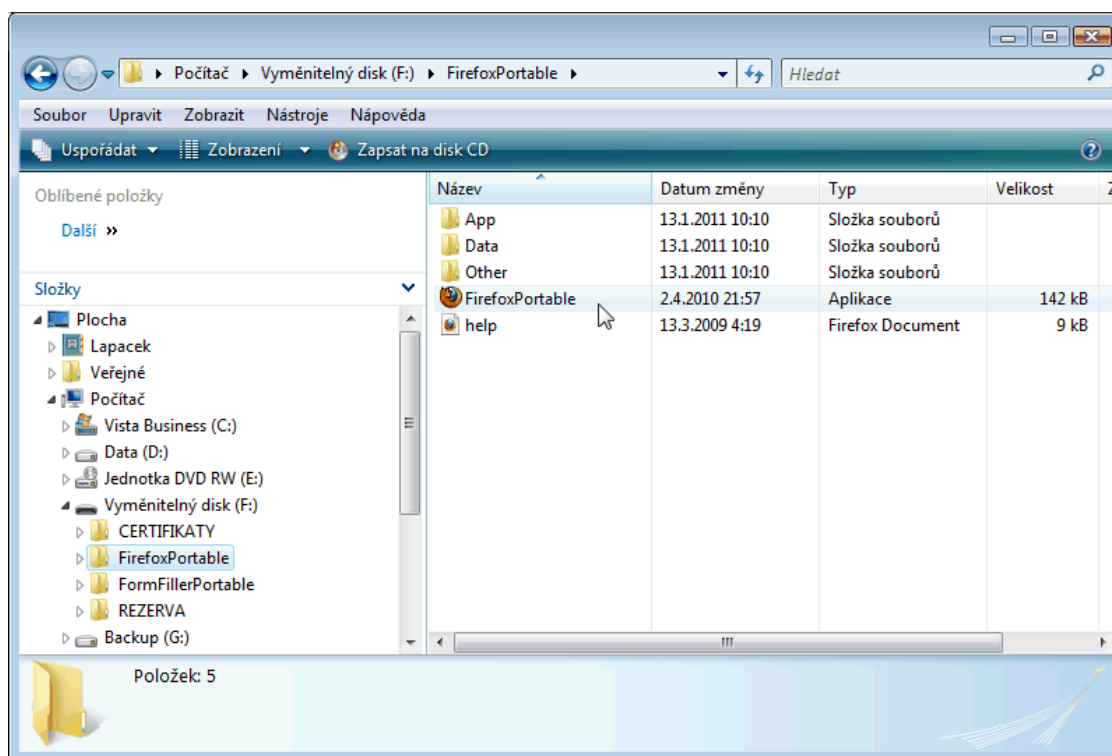 Počítač Vyměnitelný disk (F:) FirefoxPortable Hledat
Soubor Upravit Zobrazit Nástroje Nápověda
Uspořádat Zobrazení Zapsat na disk CD
Oblíbené položky
Další
Složky
Plocha
Lapacek
Veřejné
Počítač
Vista Business (C:)
Data (D:)
Jednotka DVD RW (E:)
Vyměnitelný disk (F:)
CERTIFIKATY
FirefoxPortable
FormFillerPortable
REZERVA
Backup (G:)
Název Datum změny Typ Velikost
App 13.1.2011 10:10 Složka souborů
Data 13.1.2011 10:10 Složka souborů
Other 13.1.2011 10:10 Složka souborů
FirefoxPortable 2.4.2010 21:57 Aplikace 142 kB
help 13.3.2009 4:19 Firefox Document 9 kB
Položek: 5